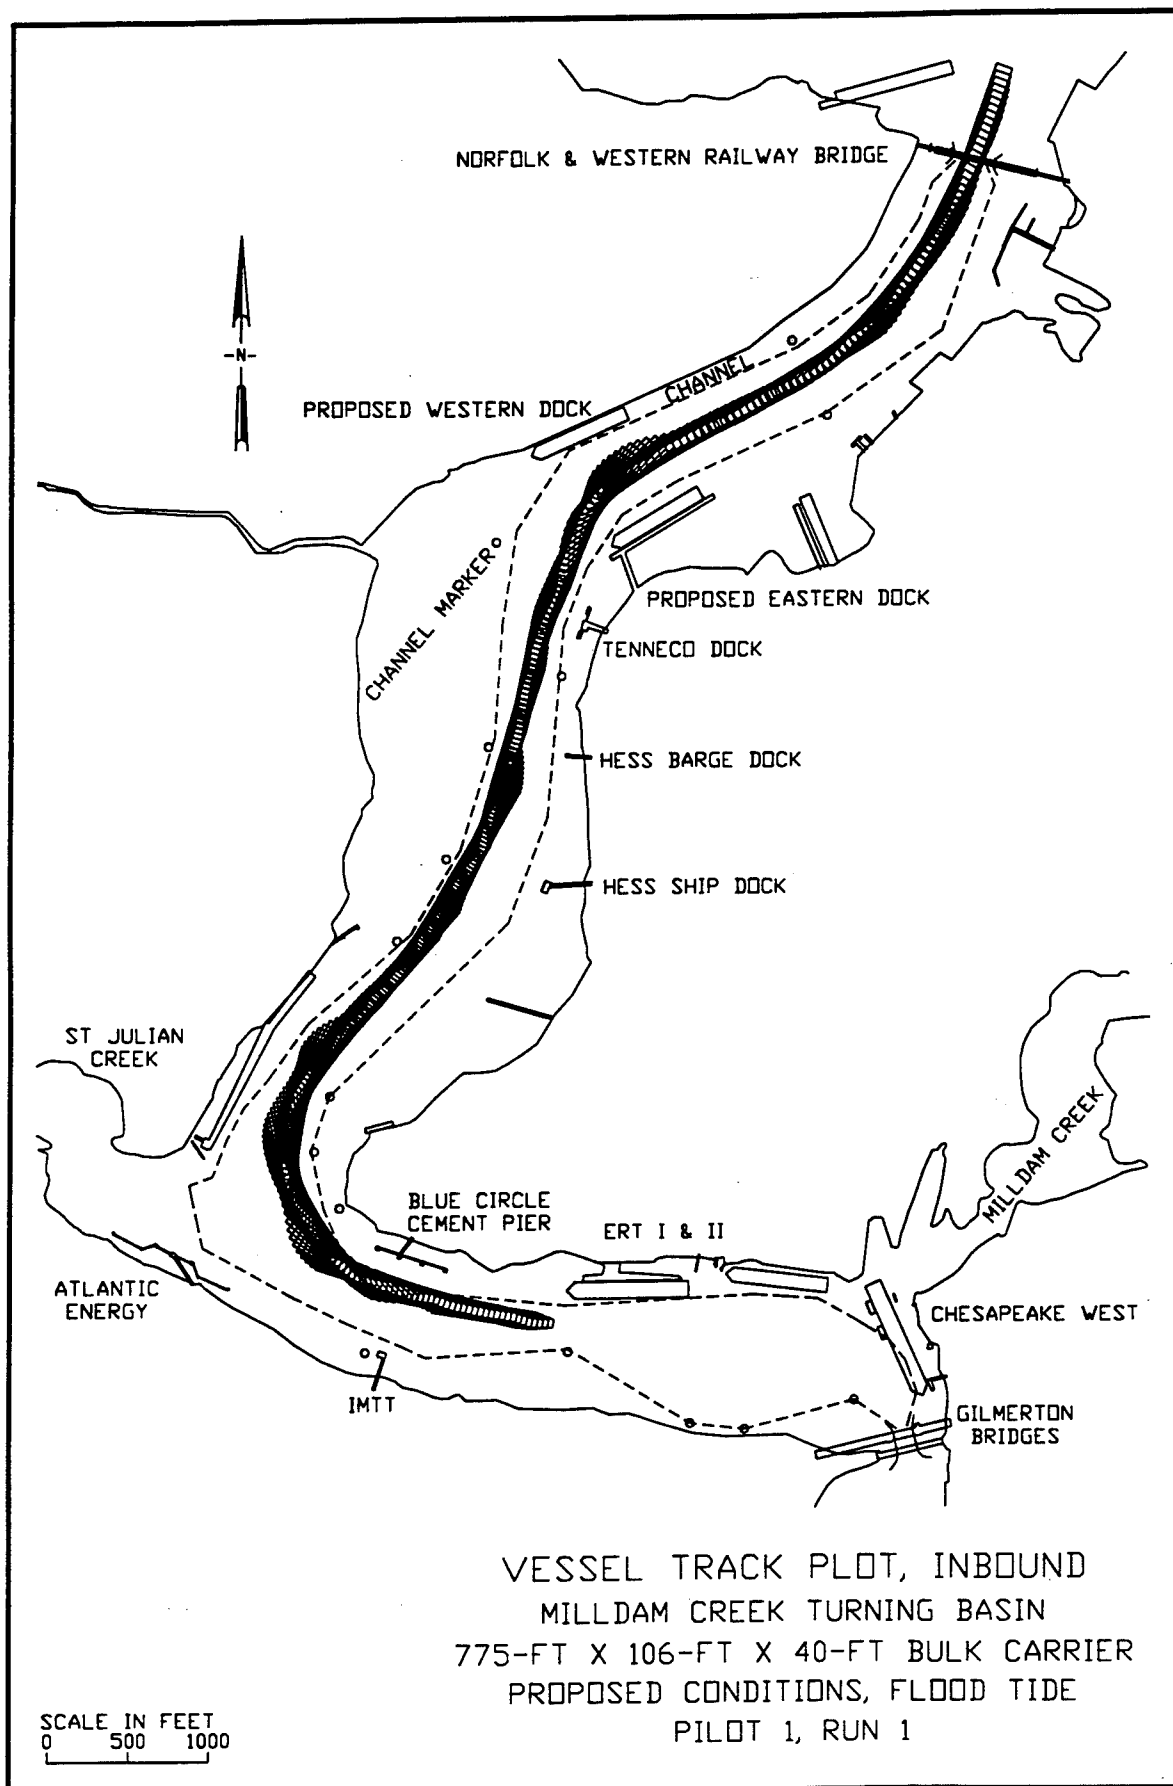 NORFOLK & WESTERN RAILWAY BRIDGE
-N-
CHANNEL
PROPOSED WESTERN DOCK
CHANNEL MARKER
PROPOSED EASTERN DOCK
TENNECO DOCK
HESS BARGE DOCK
HESS SHIP DOCK
ST JULIAN
CREEK
MILLDAM CREEK
BLUE CIRCLE
CEMENT PIER
ERT I & II
ATLANTIC
ENERGY
CHESAPEAKE WEST
IMTT
GILMERTON
BRIDGES
VESSEL TRACK PLOT, INBOUND
MILLDAM CREEK TURNING BASIN
775-FT X 106-FT X 40-FT BULK CARRIER
PROPOSED CONDITIONS, FLOOD TIDE
PILOT 1, RUN 1
SCALE IN FEET
0 500 1000